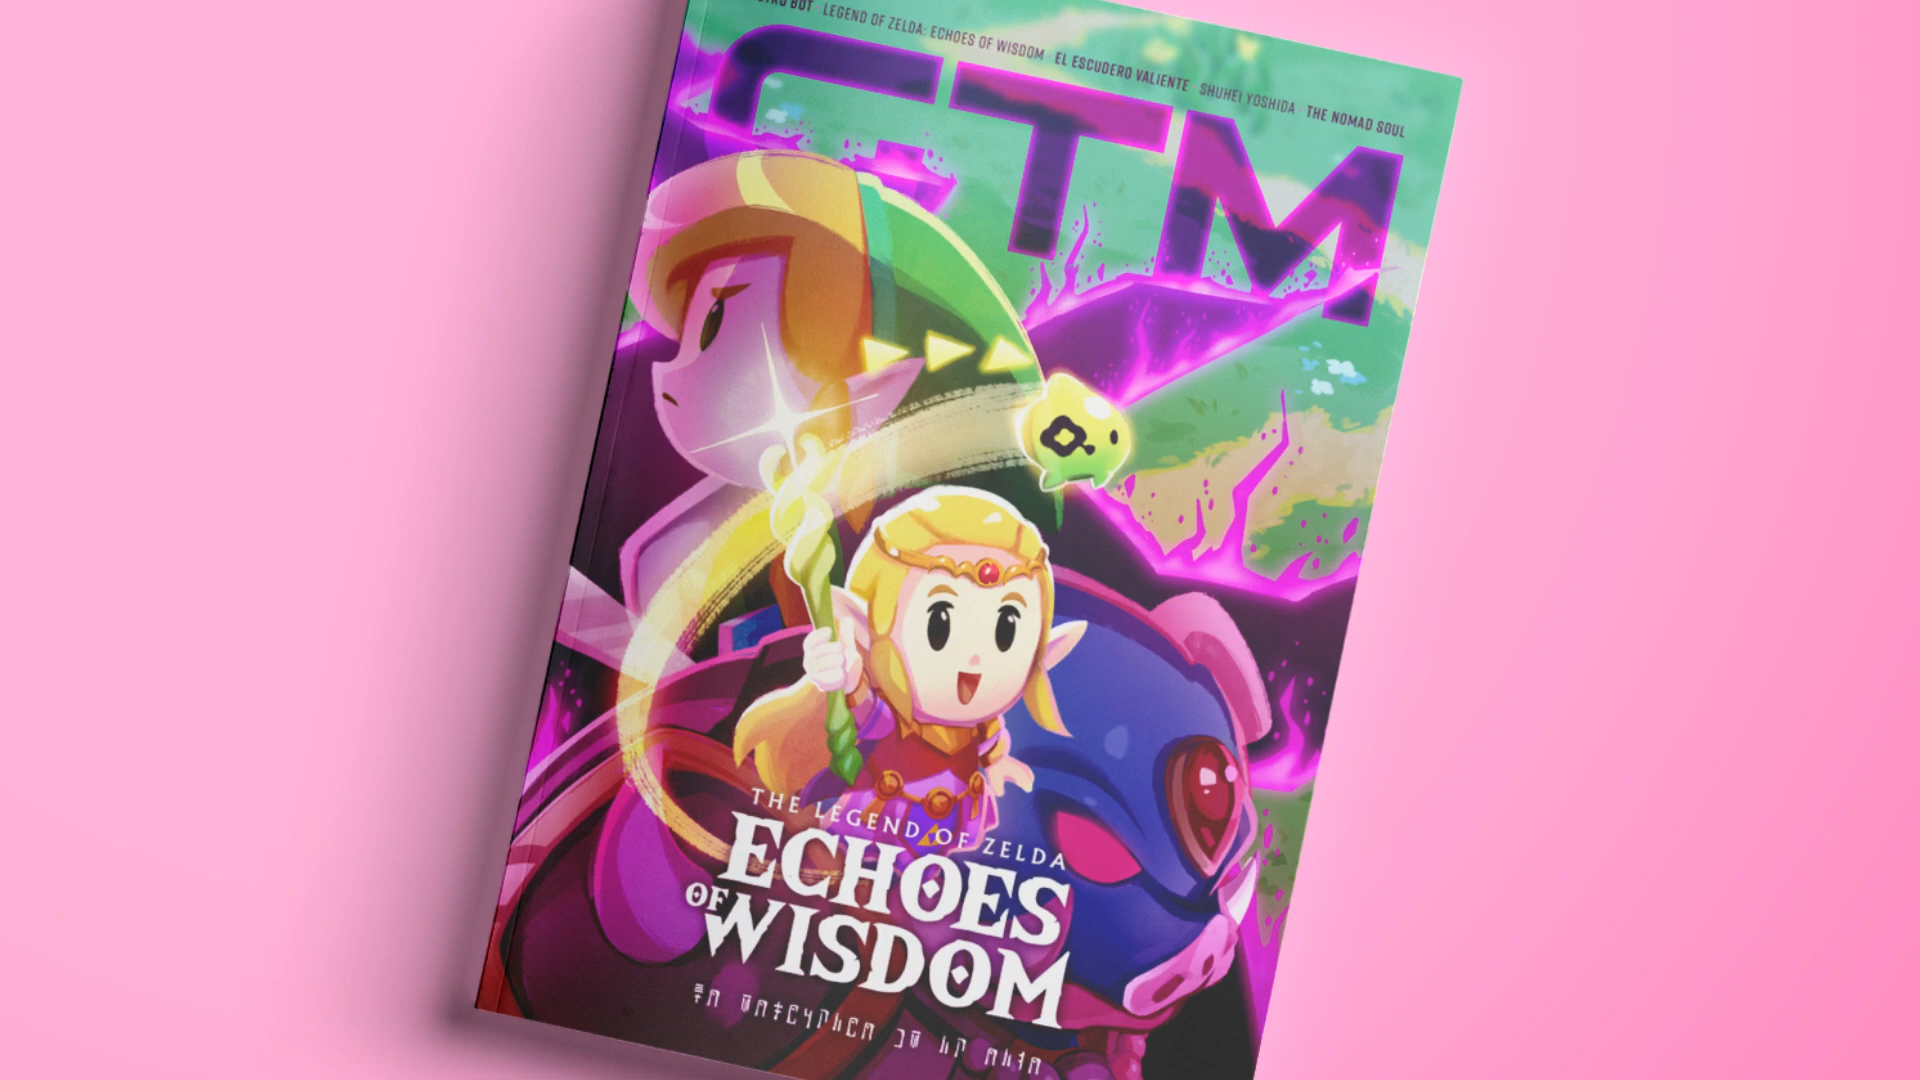 BOT · LEGEND OF ZELDA: ECHOES OF WISDOM · EL ESCUDERO VALIENTE · SHUHEI YOSHIDA · THE NOMAD SOUL
GTM
THE LEGEND OF ZELDA
ECHOES
OF WISDOM